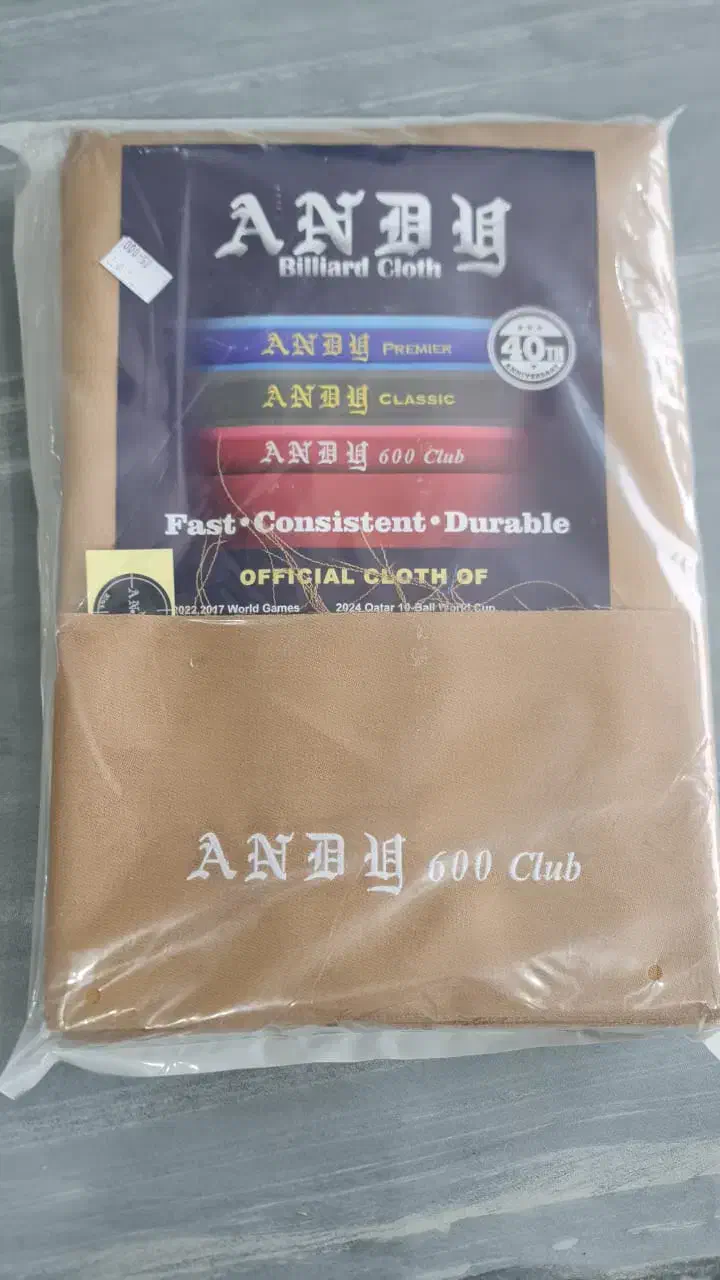 ANDY
Billiard Cloth
ANDY PREMIER
40TH
ANNIVERSARY
ANDY CLASSIC
ANDY 600 Club
Fast • Consistent • Durable
OFFICIAL CLOTH OF
2022, 2017 World Games
2024 Qatar 10-Ball World Cup
ANDY 600 Club